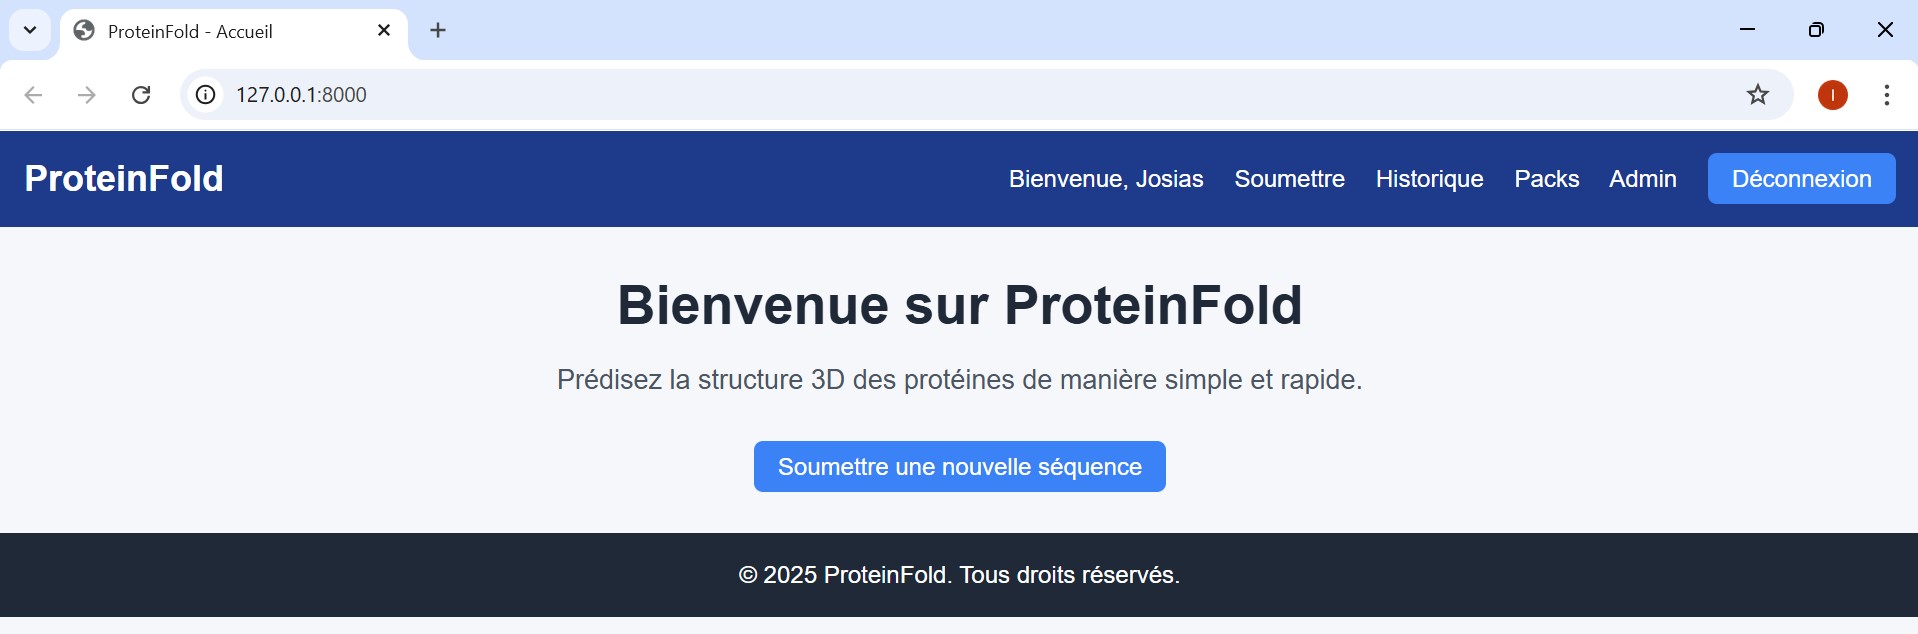 ProteinFold - Accueil
127.0.0.1:8000
I
ProteinFold
Bienvenue, Josias Soumettre Historique Packs Admin Déconnexion
Bienvenue sur ProteinFold
Prédisez la structure 3D des protéines de manière simple et rapide.
Soumettre une nouvelle séquence
© 2025 ProteinFold. Tous droits réservés.